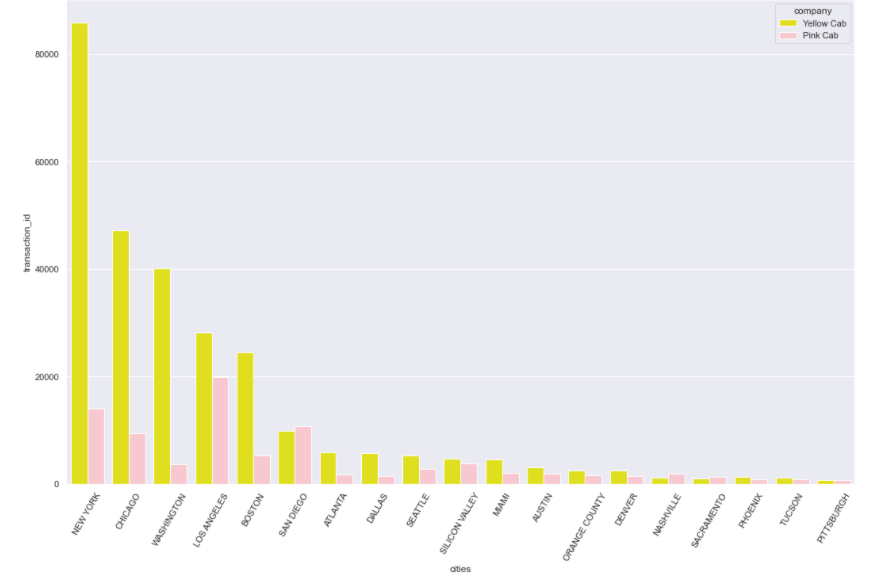 company
Yellow Cab
Pink Cab
80000
60000
40000
20000
0
transaction_id
NEW YORK
CHICAGO
WASHINGTON
LOS ANGELES
BOSTON
SAN DIEGO
ATLANTA
DALLAS
SEATTLE
SILICON VALLEY
MIAMI
AUSTIN
ORANGE COUNTY
DENVER
NASHVILLE
SACRAMENTO
PHOENIX
TUCSON
PITTSBURGH
cities